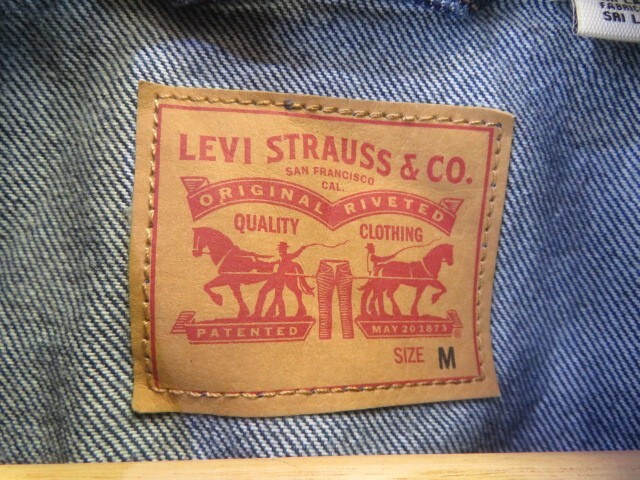 LEVI STRAUSS & CO.
SAN FRANCISCO
CAL.
ORIGINAL RIVETED
QUALITY CLOTHING
PATENTED MAY 20 1873
SIZE M
SRI